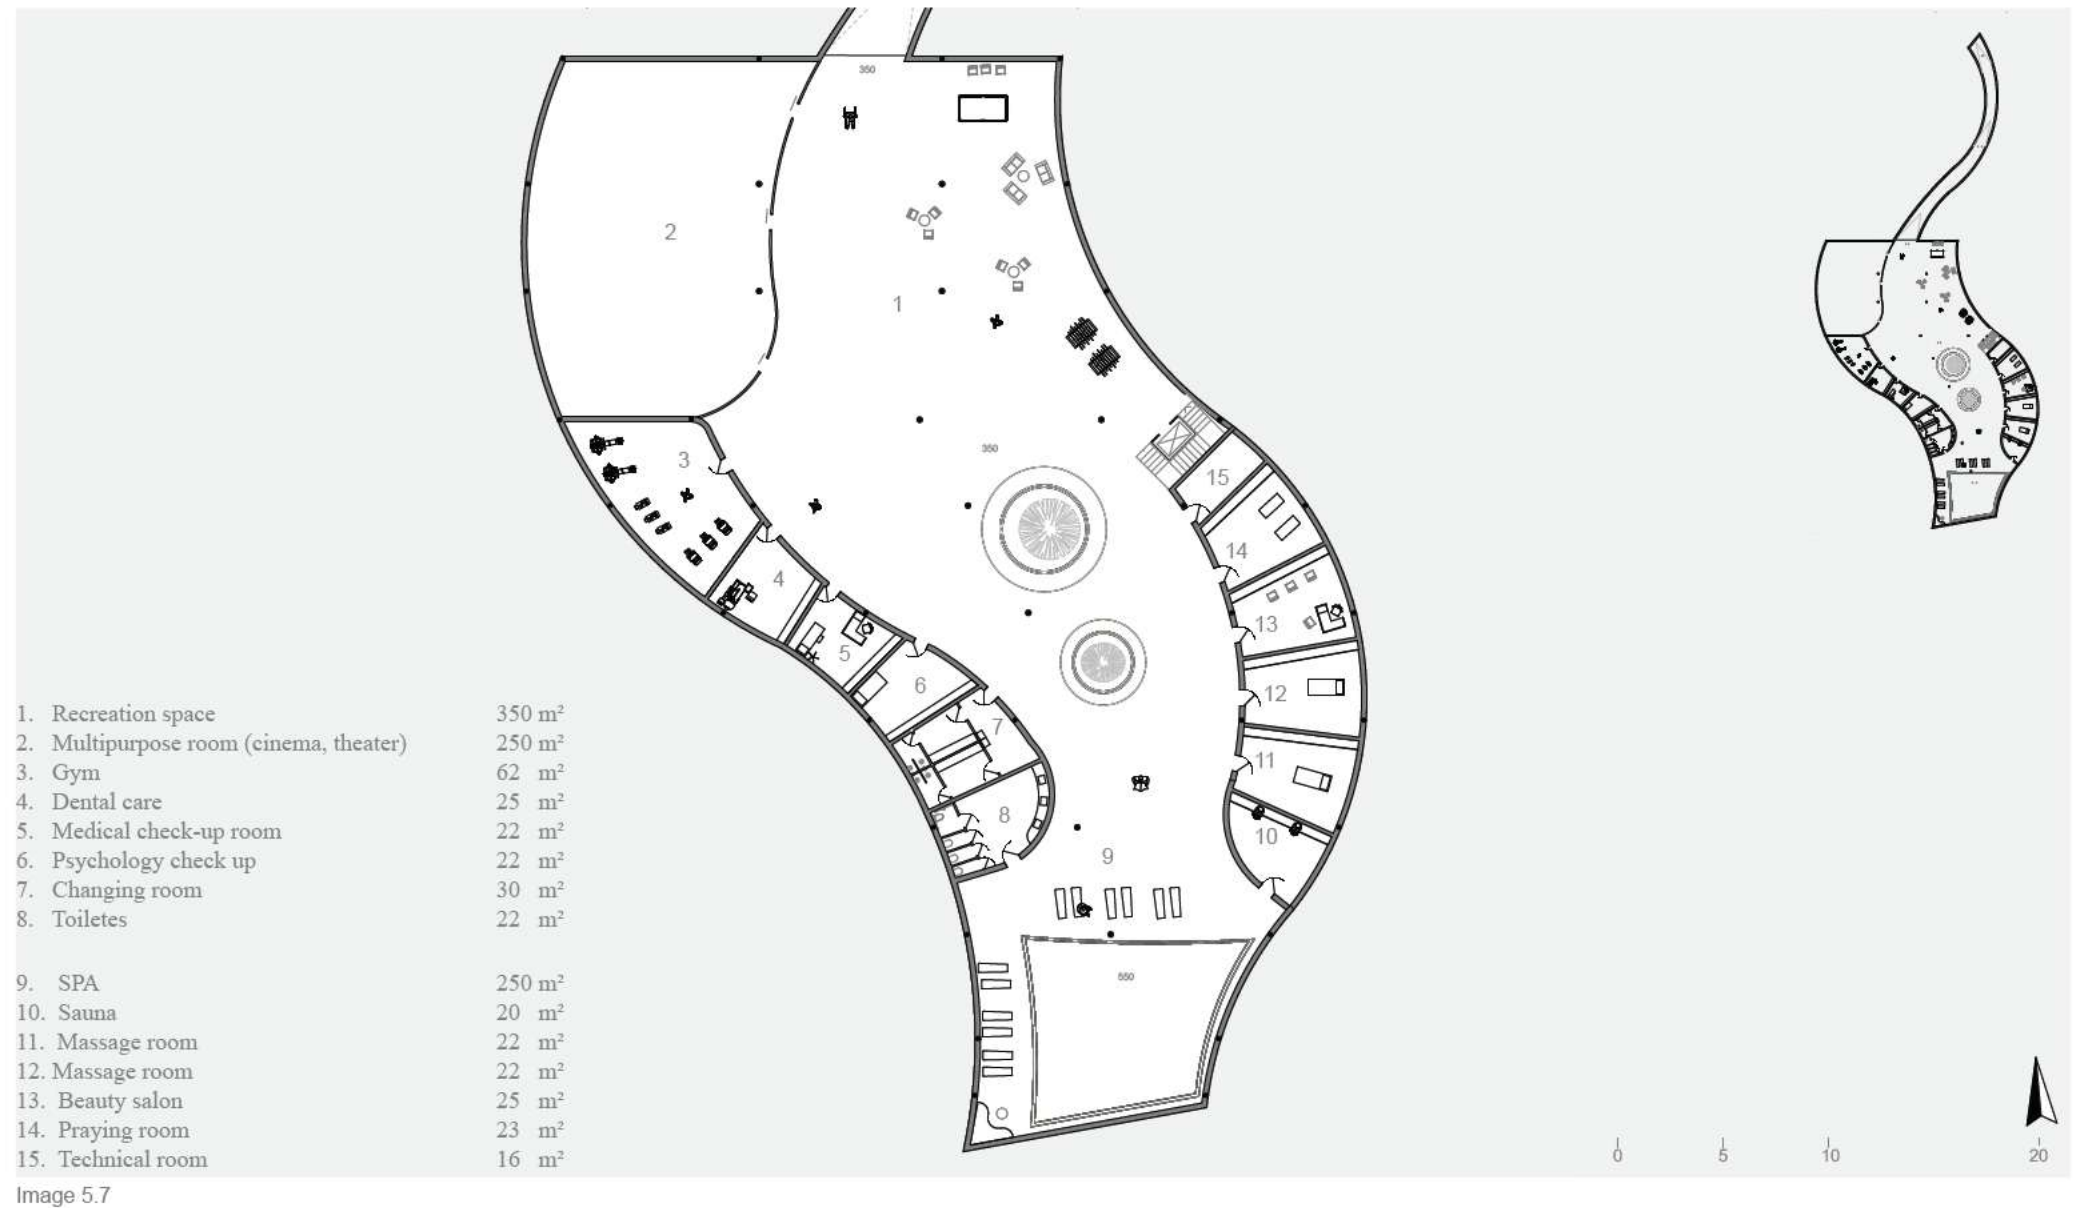 350
2
1
350
3
15
4
14
13
5
6
12
7
11
8
10
9
550
1. Recreation space 350 m²
2. Multipurpose room (cinema, theater) 250 m²
3. Gym 62 m²
4. Dental care 25 m²
5. Medical check-up room 22 m²
6. Psychology check up 22 m²
7. Changing room 30 m²
8. Toiletes 22 m²
9. SPA 250 m²
10. Sauna 20 m²
11. Massage room 22 m²
12. Massage room 22 m²
13. Beauty salon 25 m²
14. Praying room 23 m²
15. Technical room 16 m²
0 5 10 20
Image 5.7